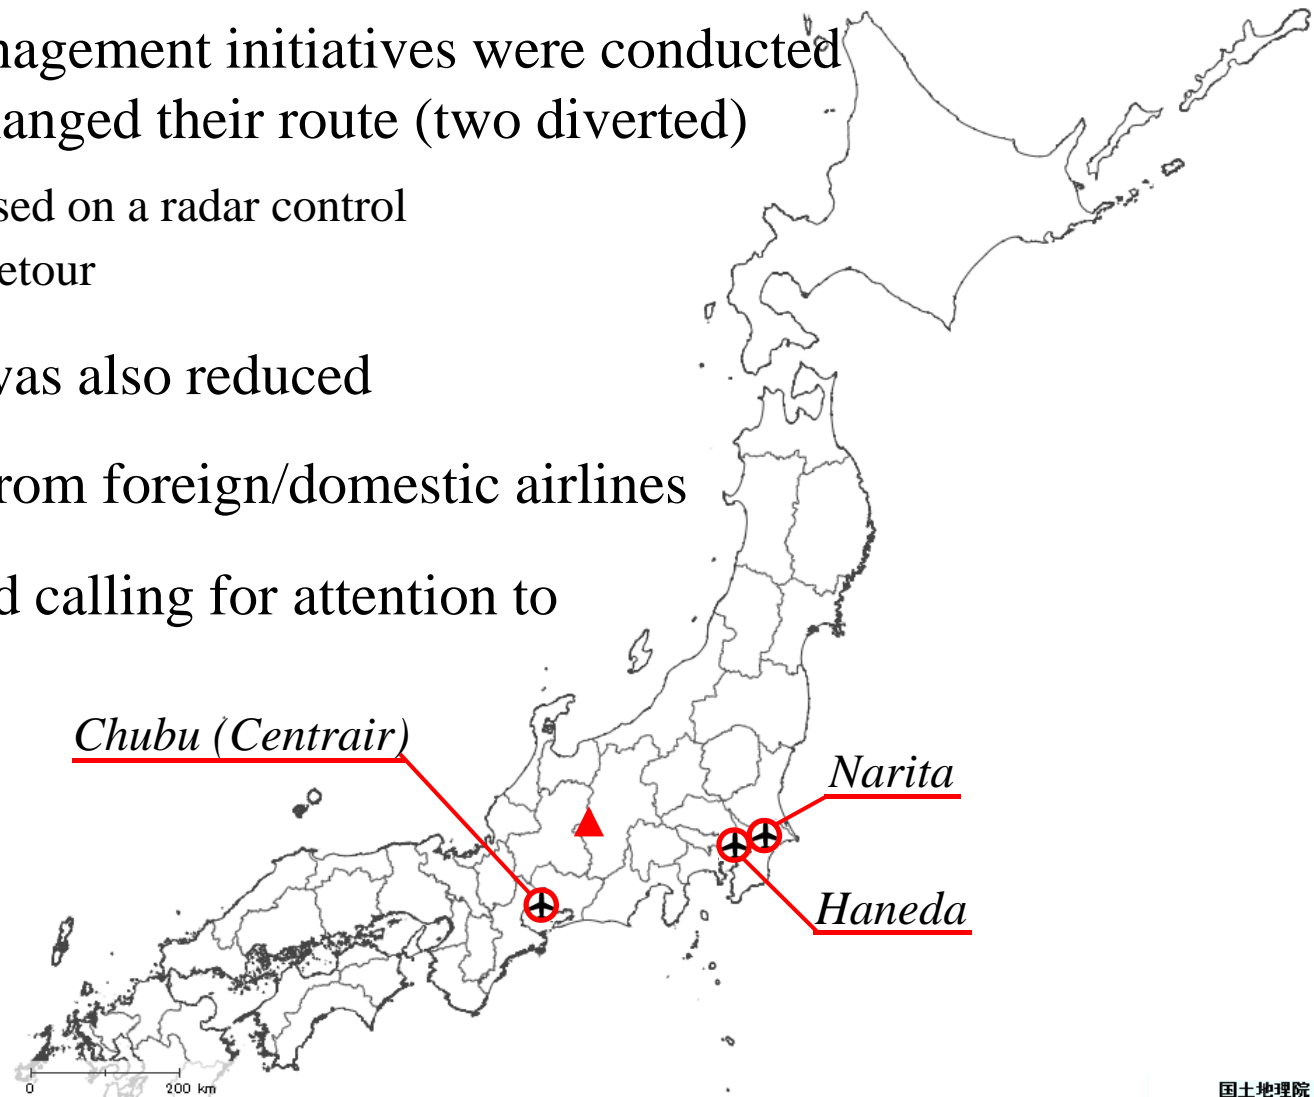 nagement initiatives were conducted
anged their route (two diverted)
sed on a radar control
etour
was also reduced
rom foreign/domestic airlines
d calling for attention to
Chubu (Centrair)
Narita
Haneda
0 200 km
国土地理院